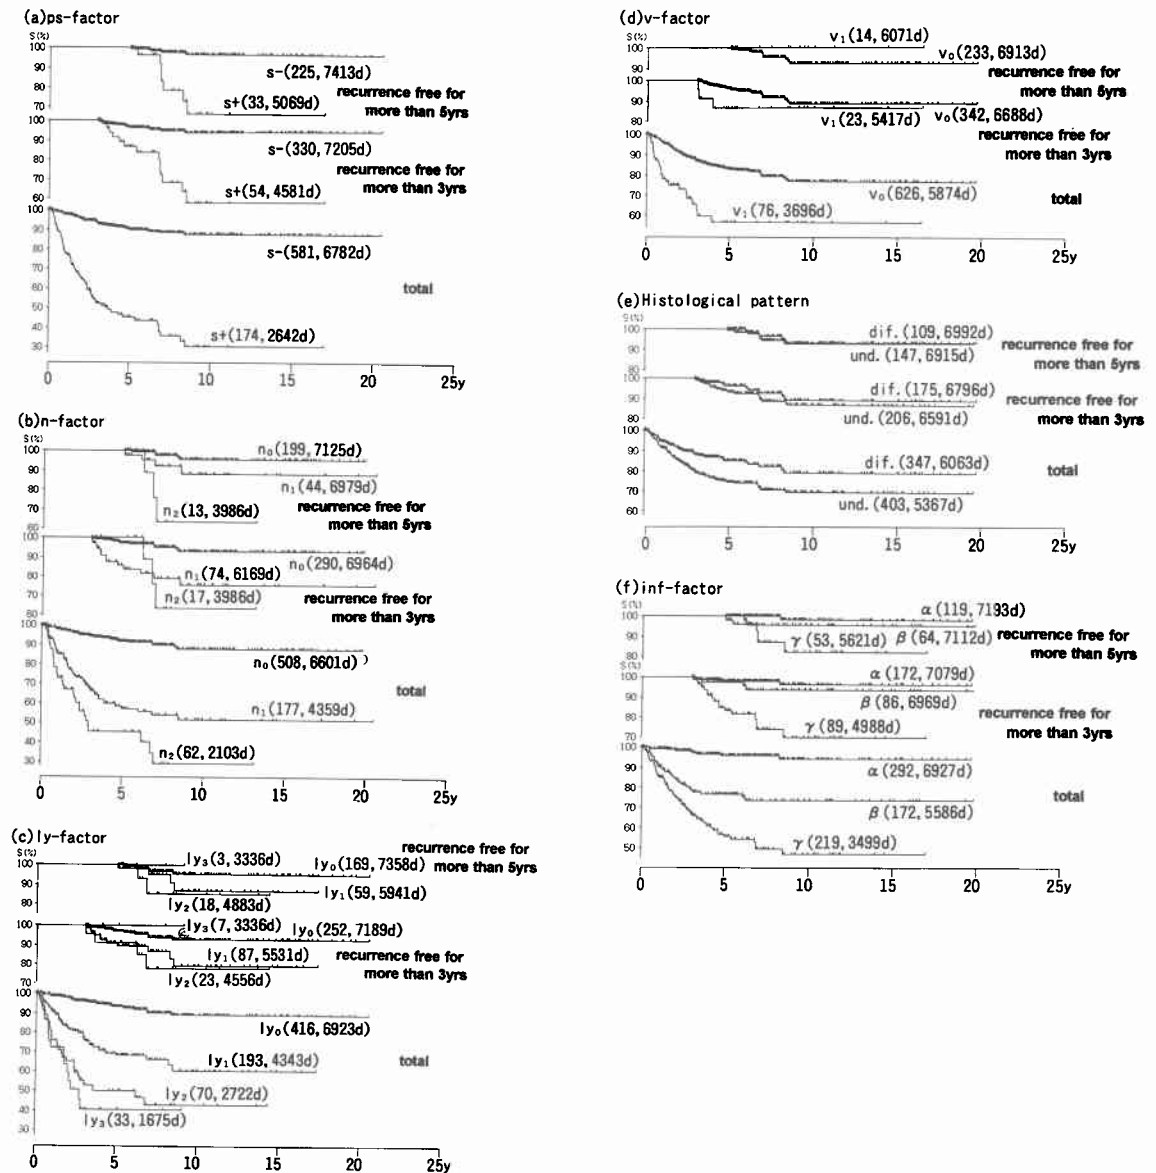 (a)ps-factor
S(%)
100
90
80
70
s-(225, 7413d)
recurrence free for
more than 5yrs
s+(33, 5069d)
100
90
80
70
60
s-(330, 7205d)
recurrence free for
more than 3yrs
s+(54, 4581d)
100
90
80
70
60
50
40
30
s-(581, 6782d)
total
s+(174, 2642d)
0 5 10 15 20 25y
(b)n-factor
S(%)
100
90
80
70
60
n₀(199, 7125d)
n₁(44, 6979d)
n₂(13, 3986d)
recurrence free for
more than 5yrs
100
90
80
70
60
n₀(290, 6964d)
n₁(74, 6169d)
n₂(17, 3986d)
recurrence free for
more than 3yrs
100
90
80
70
60
50
40
30
n₀(508, 6601d)
total
n₁(177, 4359d)
n₂(62, 2103d)
0 5 10 15 20 25y
(c)ly-factor
S(%)
100
90
80
recurrence free for
more than 5yrs
ly₃(3, 3336d)
ly₀(169, 7358d)
ly₁(59, 5941d)
ly₂(18, 4883d)
100
90
80
70
ly₃(7, 3336d)
ly₀(252, 7189d)
ly₁(87, 5531d)
recurrence free for
more than 3yrs
ly₂(23, 4556d)
100
90
80
70
60
50
40
30
ly₀(416, 6923d)
ly₁(193, 4343d)
total
ly₂(70, 2722d)
ly₃(33, 1675d)
0 5 10 15 20 25y
(d)v-factor
S(%)
100
90
v₁(14, 6071d)
v₀(233, 6913d)
recurrence free for
more than 5yrs
100
90
80
v₁(23, 5417d)
v₀(342, 6688d)
recurrence free for
more than 3yrs
100
90
80
70
60
v₀(626, 5874d)
total
v₁(76, 3696d)
0 5 10 15 20 25y
(e)Histological pattern
S(%)
100
90
80
dif.(109, 6992d)
und.(147, 6915d)
recurrence free for
more than 5yrs
100
80
dif.(175, 6796d)
und.(206, 6591d)
recurrence free for
more than 3yrs
100
90
80
70
60
dif.(347, 6063d)
total
und.(403, 5367d)
0 5 10 15 20 25y
(f)inf-factor
S(%)
100
90
80
α(119, 7193d)
γ(53, 5621d)
β(64, 7112d)
recurrence free for
more than 5yrs
S(%)
100
90
80
70
α(172, 7079d)
β(86, 6969d)
γ(89, 4988d)
recurrence free for
more than 3yrs
100
90
80
70
60
50
α(292, 6927d)
total
β(172, 5586d)
γ(219, 3499d)
0 5 10 15 20 25y